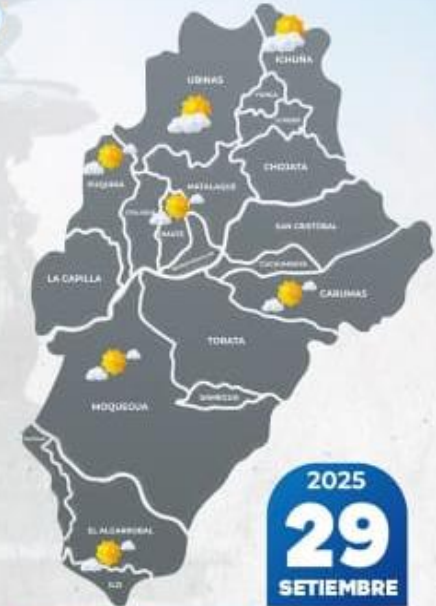 ICHUÑA
UBINAS
YUNGA
CHOJATA
MATALAQUE
PUQUINA
SAN CRISTOBAL
CUCHUMBAYA
LA CAPILLA
CARUMAS
TORATA
SAMEGUA
MOQUEGUA
EL ALGARROBAL
ILO
2025
29
SETIEMBRE